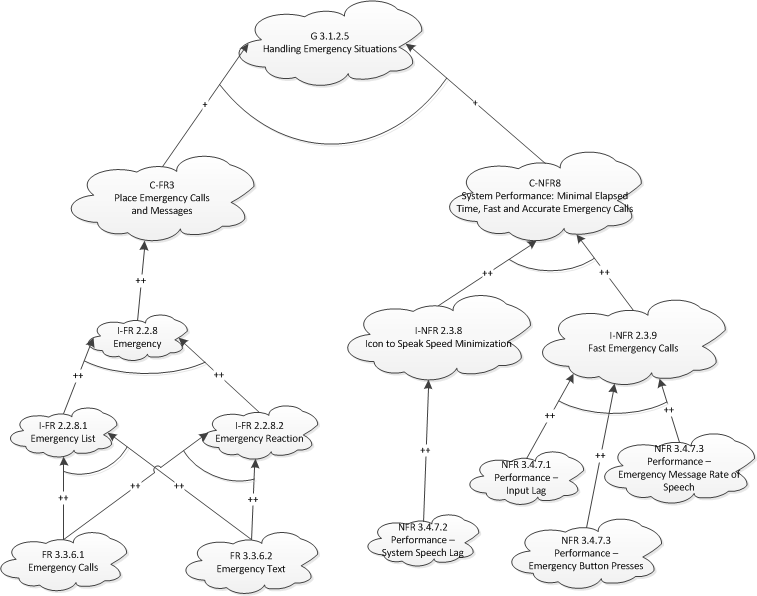 G 3.1.2.5
Handling Emergency Situations
+
+
C-FR3
Place Emergency Calls
and Messages
C-NFR8
System Performance: Minimal Elapsed
Time, Fast and Accurate Emergency Calls
++
++
++
I-FR 2.2.8
Emergency
I-NFR 2.3.8
Icon to Speak Speed Minimization
I-NFR 2.3.9
Fast Emergency Calls
++
++
++
++
I-FR 2.2.8.1
Emergency List
I-FR 2.2.8.2
Emergency Reaction
++
++
NFR 3.4.7.1
Performance –
Input Lag
NFR 3.4.7.3
Performance –
Emergency Message Rate of
Speech
++
++
++
++
FR 3.3.6.1
Emergency Calls
FR 3.3.6.2
Emergency Text
NFR 3.4.7.2
Performance –
System Speech Lag
NFR 3.4.7.3
Performance –
Emergency Button Presses